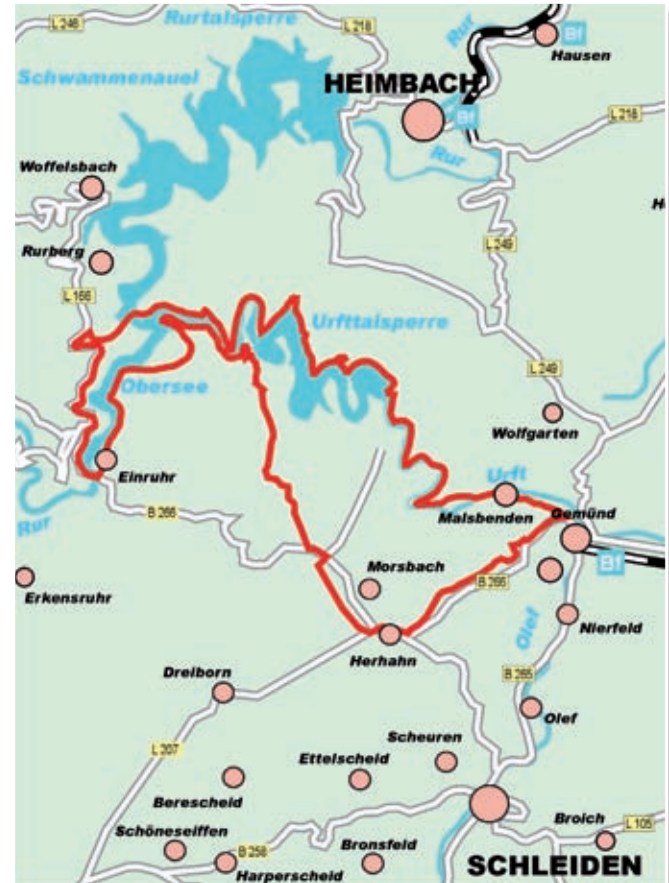 L 246
Rurtalsperre
L 218
Rur
Bf
Hausen
Schwammenauel
HEIMBACH
Bf
L 218
Rur
Woffelsbach
H
Rurberg
L 249
L 166
Urfttalsperre
Obersee
L 249
Wolfgarten
Einruhr
Urft
Malsbenden
Gemünd
Rur
B 266
Bf
Morsbach
B 266
Erkensruhr
Olef
Nierfeld
Herhahn
Dreiborn
B 265
Olef
L 207
Scheuren
Ettelscheid
Berescheid
Broich
L 105
Schöneseiffen
B 258
Bronsfeld
Harperscheid
SCHLEIDEN